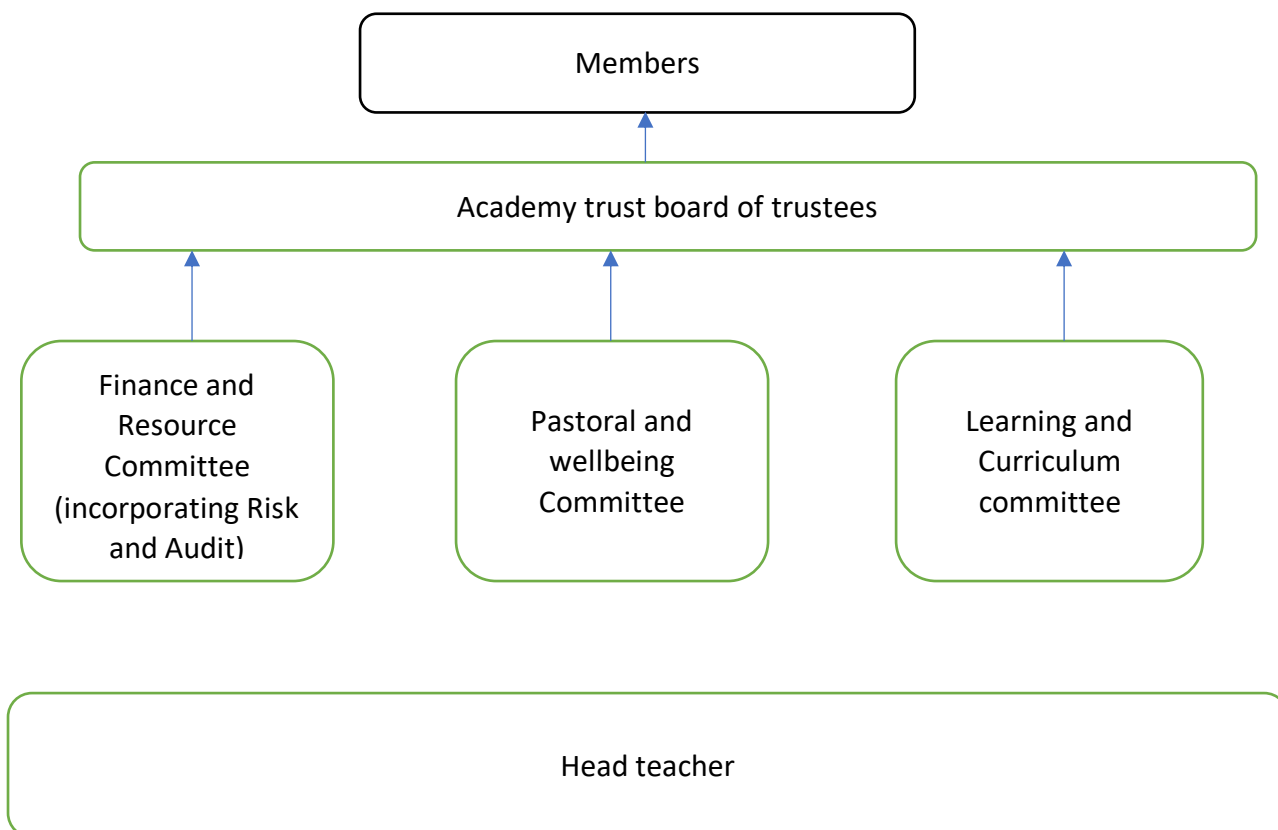 Members
Academy trust board of trustees
Finance and
Resource
Committee
(incorporating Risk
and Audit)
Pastoral and
wellbeing
Committee
Learning and
Curriculum
committee
Head teacher